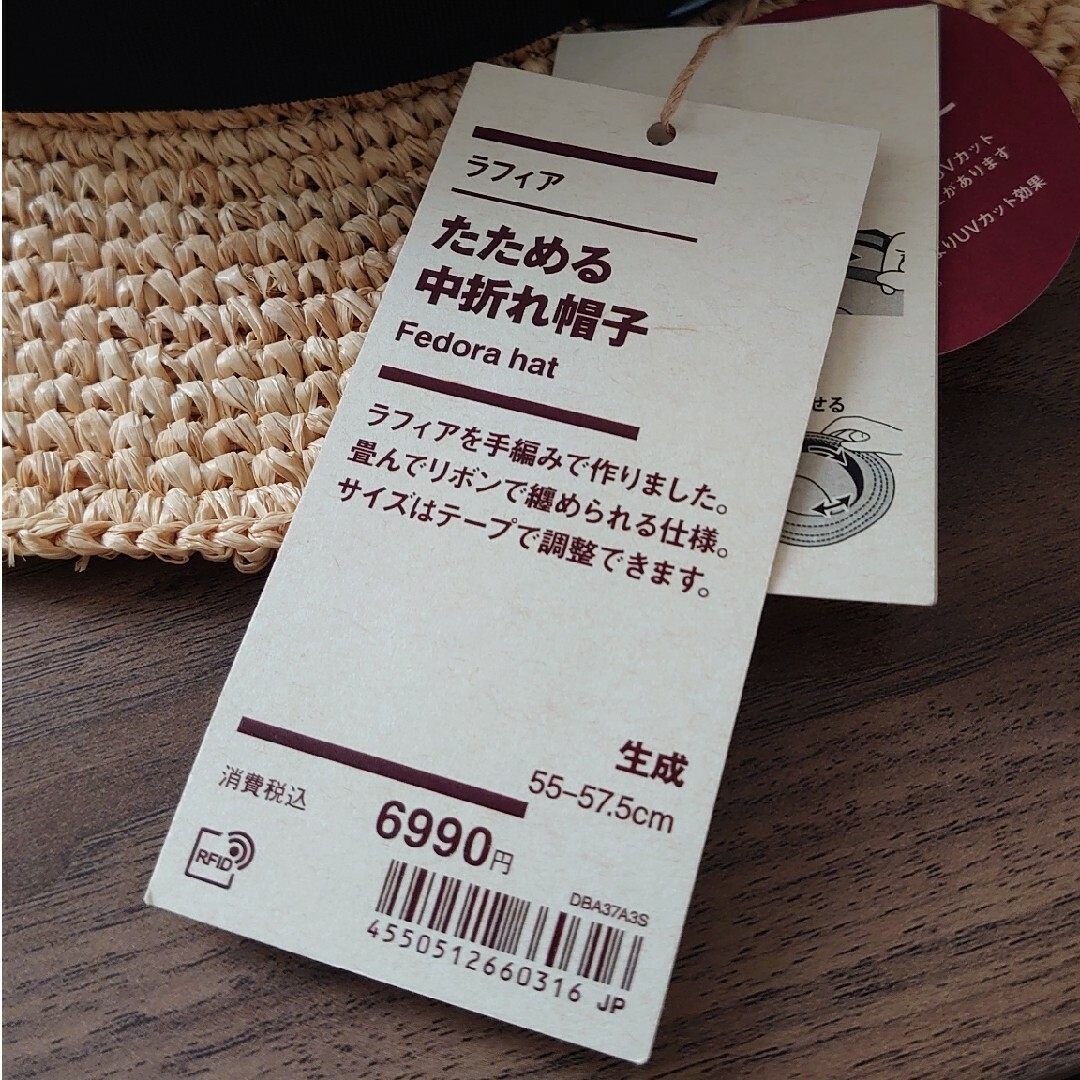 ラフィア
たためる
中折れ帽子
Fedora hat
ラフィアを手編みで作りました。
畳んでリボンで纏められる仕様。
サイズはテープで調整できます。
生成
55-57.5cm
消費税込
6990円
RFID
DBA37A3S
4550512660316 JP
UVカット
があります
よりUVカット効果
せる